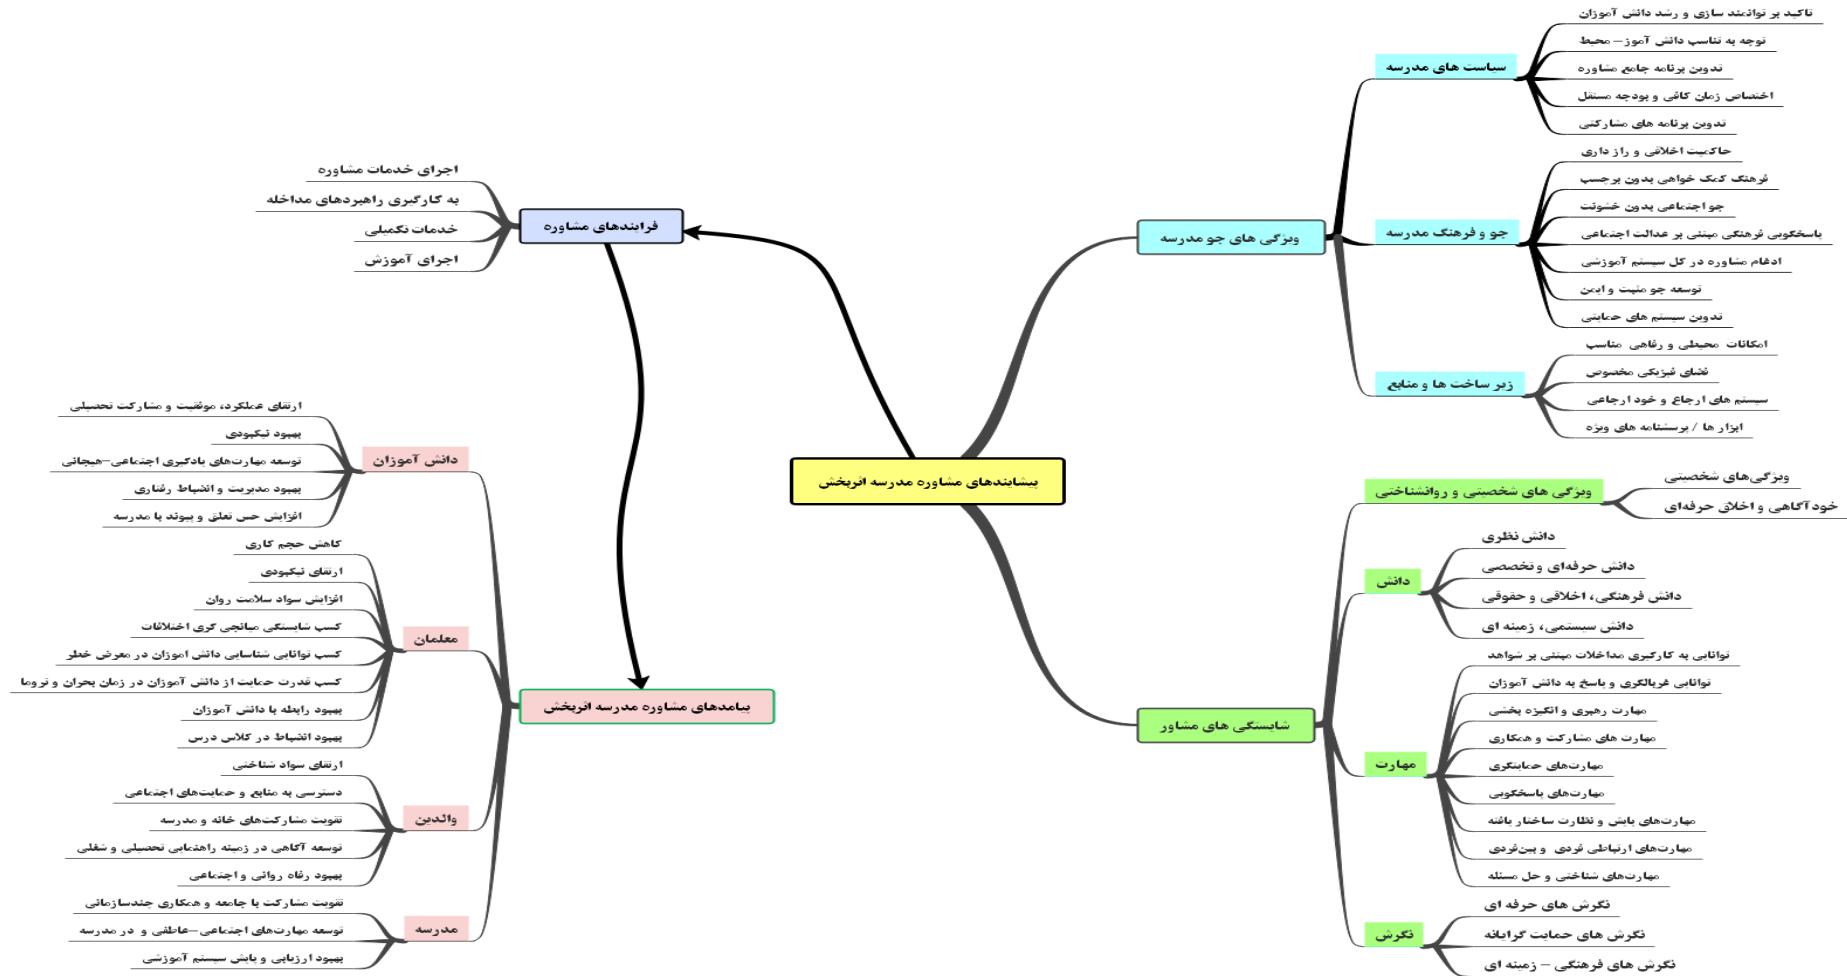 پیشایندهای مشاوره مدرسه اثربخش
ویژگی های جو مدرسه
سیاست های مدرسه
تاکید بر توانمند سازی و رشد دانش آموزان
توجه به تناسب دانش آموز–محیط
تدوین برنامه جامع مشاوره
اختصاص زمان کافی و بودجه مستقل
تدوین برنامه های مشارکتی
جو و فرهنگ مدرسه
حاکمیت اخلاقی و راز داری
فرهنگ کمک خواهی بدون برچسب
جو اجتماعی بدون خشونت
پاسخگویی فرهنگی مبتنی بر عدالت اجتماعی
ادغام مشاوره در کل سیستم آموزشی
توسعه جو مثبت و ایمن
تدوین سیستم های حمایتی
زیر ساخت ها و منابع
امکانات محیطی و رفاهی مناسب
فضای فیزیکی مخصوص
سیستم های ارجاع و خود ارجاعی
ابزار ها / پرسشنامه های ویژه
شایستگی های مشاور
ویژگی های شخصیتی و روانشناختی
ویژگی‌های شخصیتی
خودآگاهی و اخلاق حرفه‌ای
دانش
دانش نظری
دانش حرفه‌ای و تخصصی
دانش فرهنگی، اخلاقی و حقوقی
دانش سیستمی، زمینه ای
مهارت
توانایی به کارگیری مداخلات مبتنی بر شواهد
توانایی غربالگری و پاسخ به دانش آموزان
مهارت رهبری و انگیزه بخشی
مهارت های مشارکت و همکاری
مهارت‌های حمایتگری
مهارت‌های پاسخگویی
مهارت‌های پایش و نظارت ساختار یافته
مهارت‌های ارتباطی فردی و بین‌فردی
مهارت‌های شناختی و حل مسئله
نگرش
نگرش های حرفه ای
نگرش های حمایت گرایانه
نگرش های فرهنگی – زمینه ای
فرایندهای مشاوره
اجرای خدمات مشاوره
به کارگیری راهبردهای مداخله
خدمات تکمیلی
اجرای آموزش
پیامدهای مشاوره مدرسه اثربخش
دانش آموزان
ارتقای عملکرد، موفقیت و مشارکت تحصیلی
بهبود نیکبودی
توسعه مهارت‌های یادگیری اجتماعی–هیجانی
بهبود مدیریت و انضباط رفتاری
افزایش حس تعلق و پیوند با مدرسه
معلمان
کاهش حجم کاری
ارتقای نیکبودی
افزایش سواد سلامت روان
کسب شایستگی میانجی گری اختلافات
کسب توانایی شناسایی دانش اموزان در معرض خطر
کسب قدرت حمایت از دانش آموزان در زمان بحران و تروما
بهبود رابطه با دانش آموزان
بهبود انضباط در کلاس درس
والدین
ارتقای سواد شناختی
دسترسی به منابع و حمایت‌های اجتماعی
تقویت مشارکت‌های خانه و مدرسه
توسعه آگاهی در زمینه راهنمایی تحصیلی و شغلی
بهبود رفاه روانی و اجتماعی
مدرسه
تقویت مشارکت با جامعه و همکاری چندسازمانی
توسعه مهارت‌های اجتماعی–عاطفی و در مدرسه
بهبود ارزیابی و پایش سیستم آموزشی